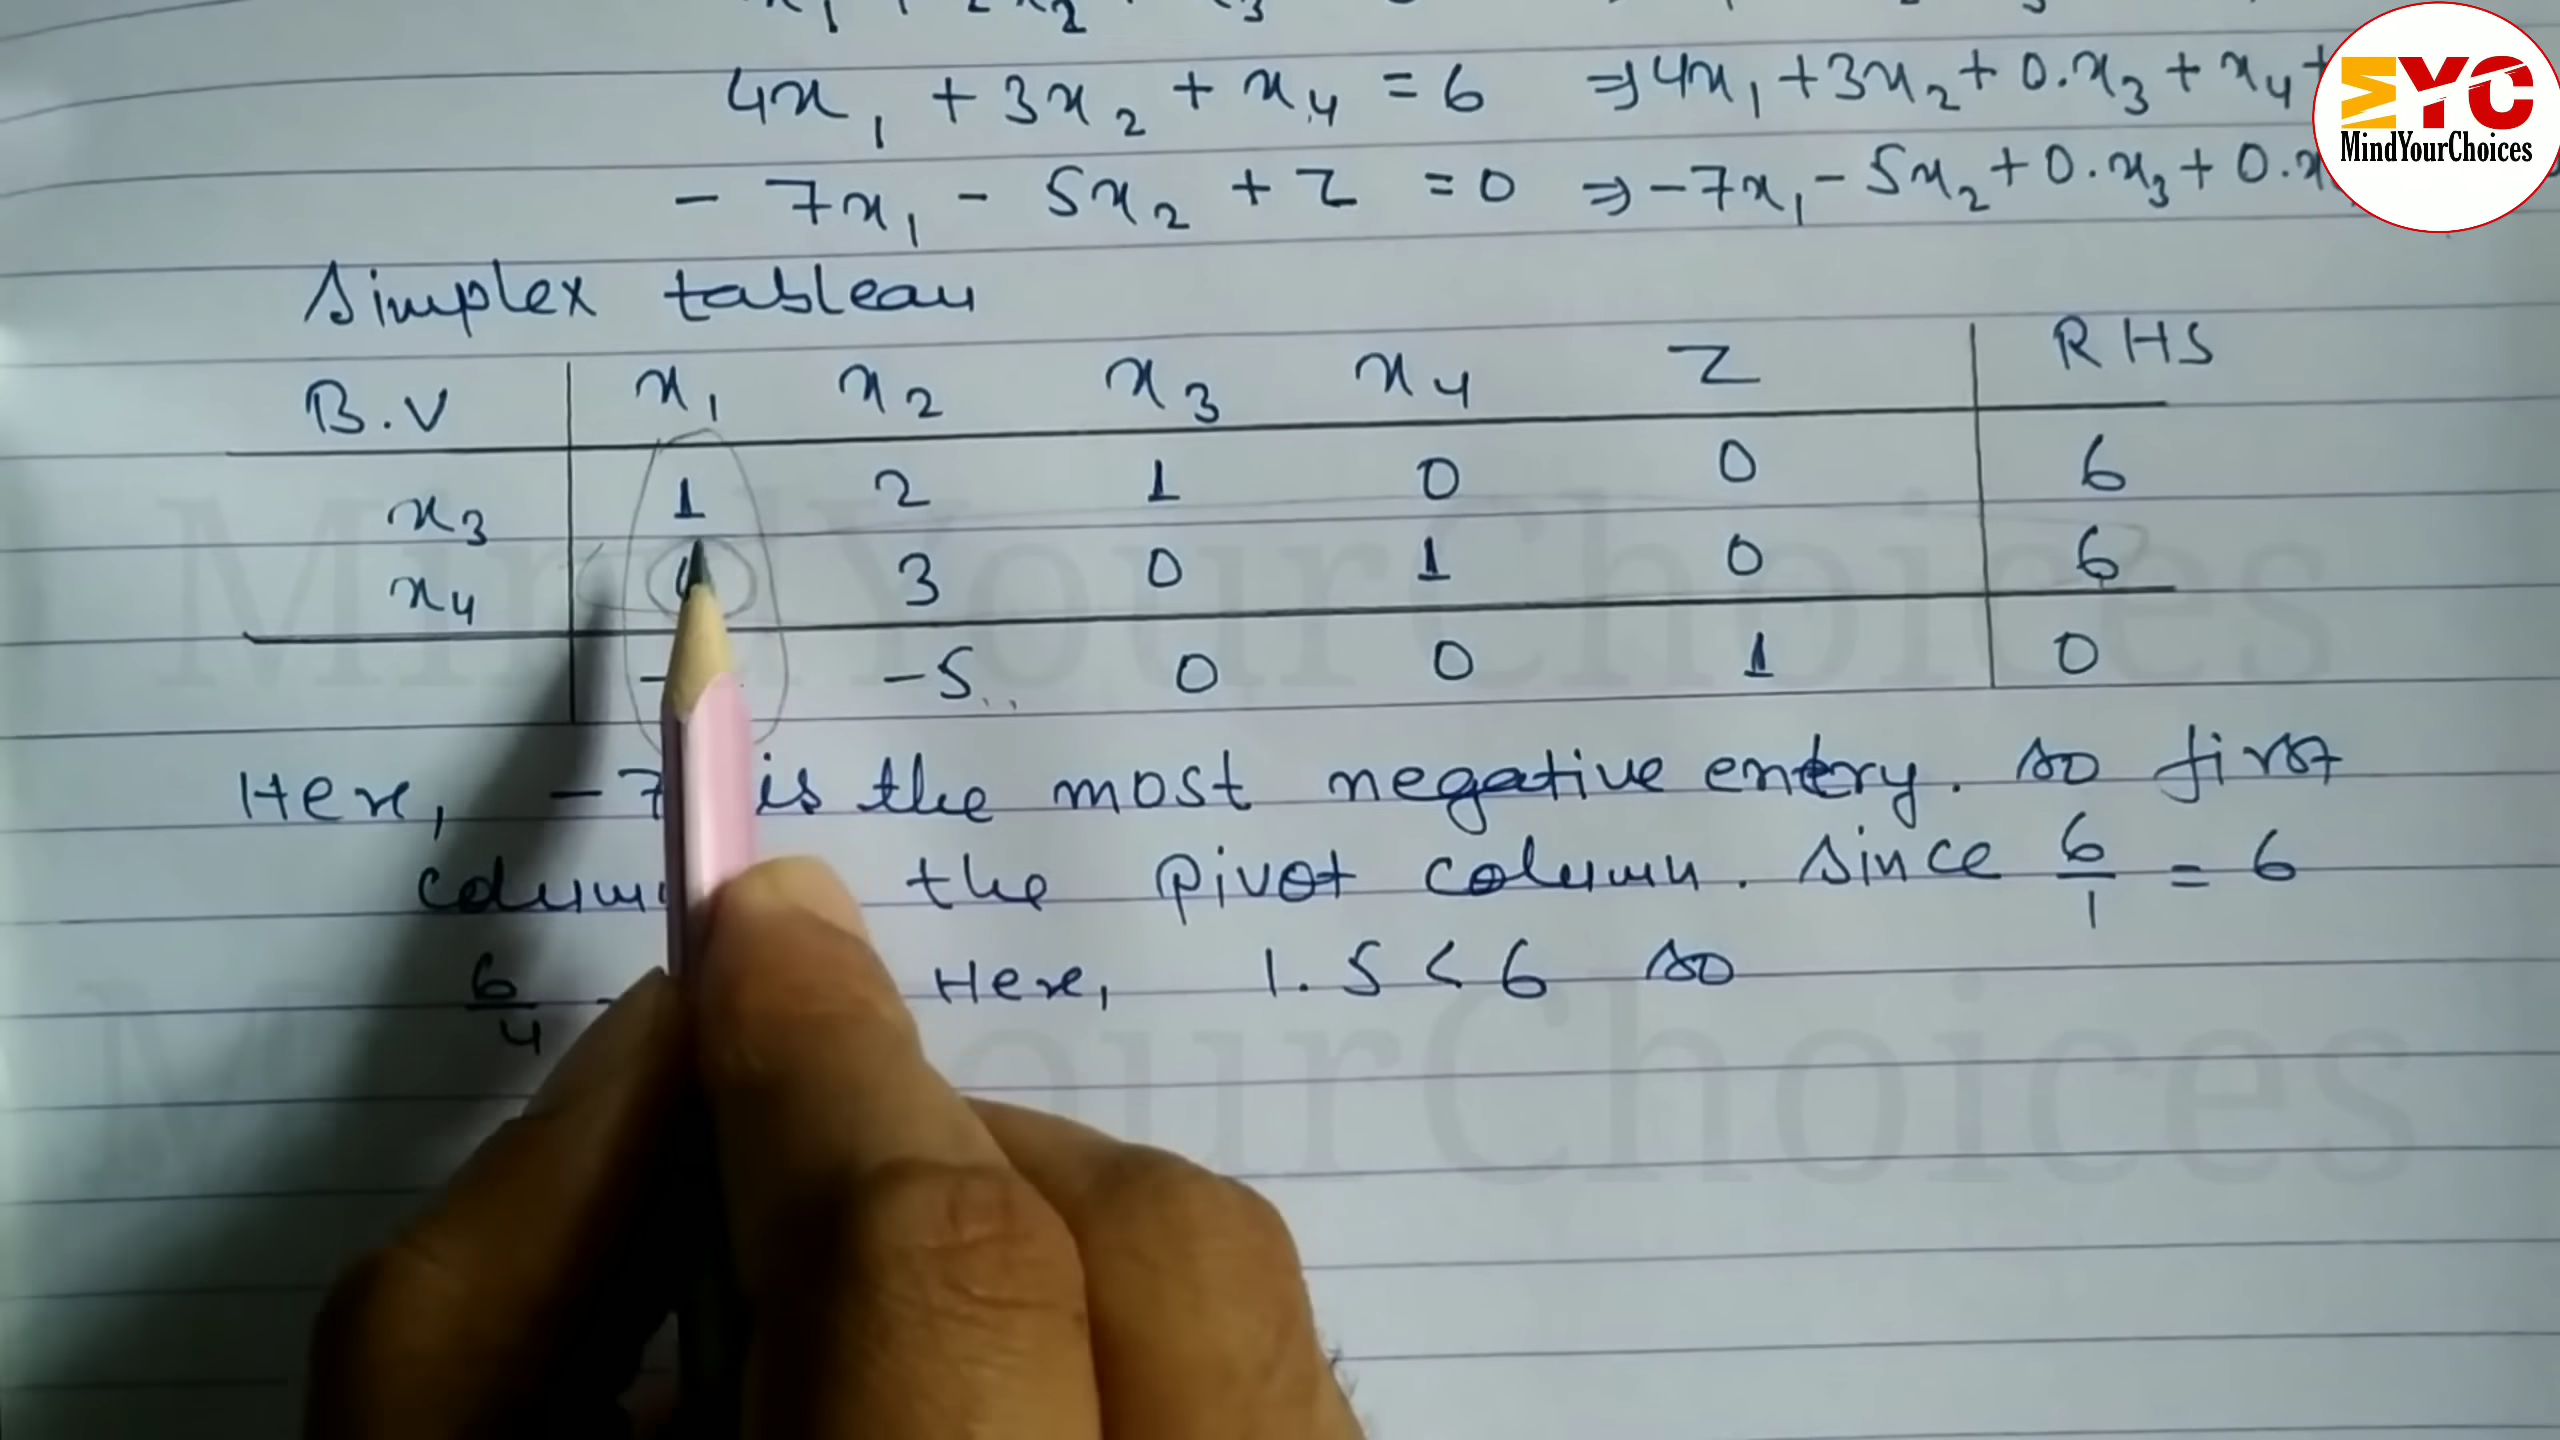 4x₁ + 3x₂ + x₄ = 6 ⇒ 4x₁ + 3x₂ + 0.x₃ + x₄ +
- 7x₁ - 5x₂ + Z = 0 ⇒ -7x₁ - 5x₂ + 0.x₃ + 0.x
MYC
MindYourChoices
Simplex tableau
B.V x₁ x₂ x₃ x₄ Z RHS
x₃ 1 2 1 0 0 6
x₄ 3 0 1 0 6
- -5 0 0 1 0
Here, -7 is the most negative entry. so first
the pivot column. since 6/1 = 6
6/4 Here, 1.5 < 6 so
MindYourChoices
YourChoices